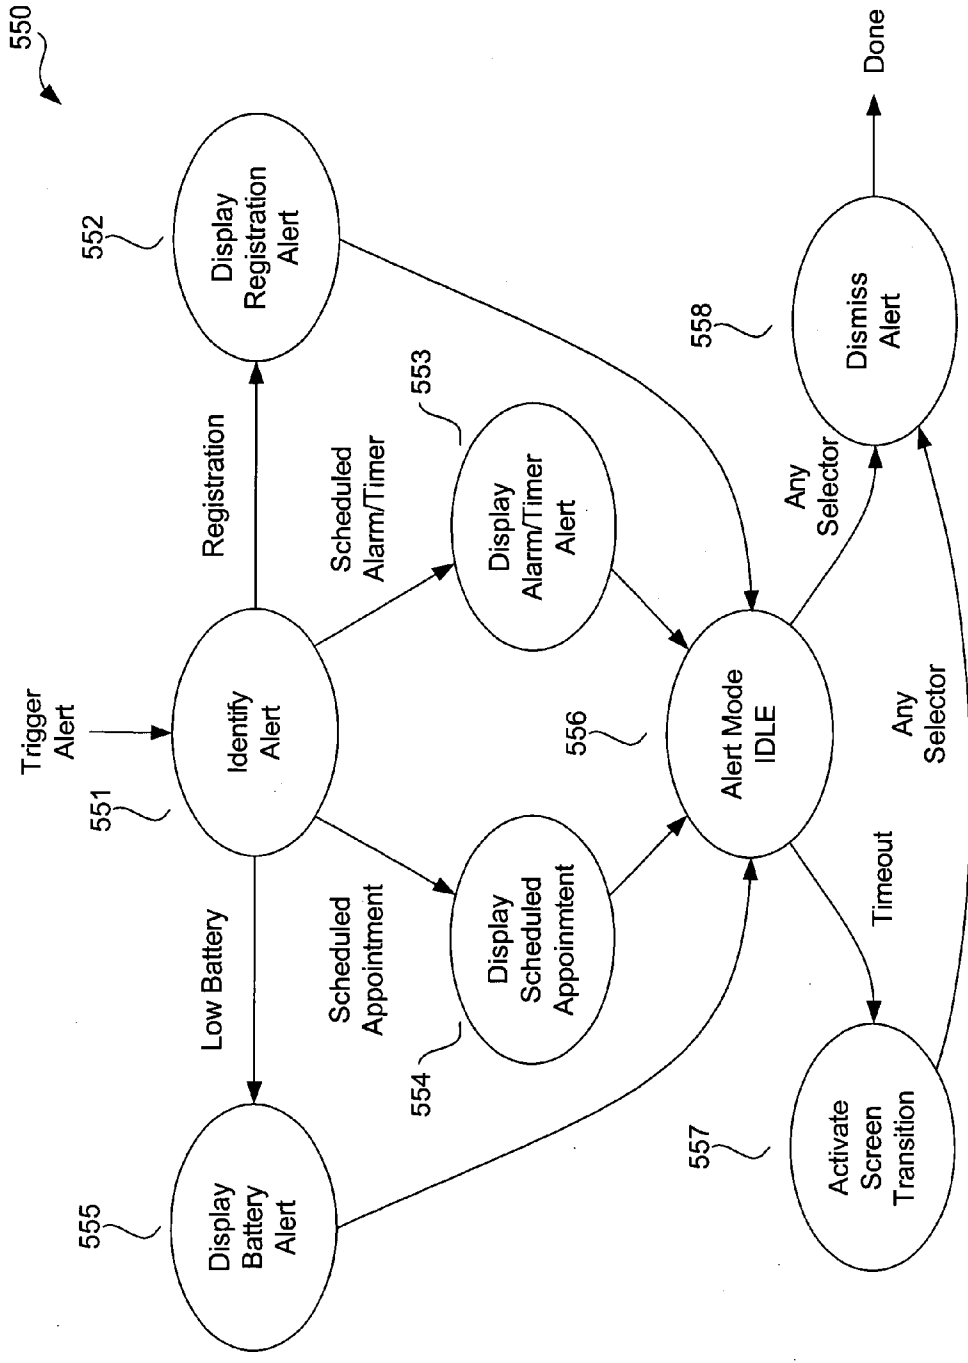 550
Trigger
Alert
551
Identify
Alert
Low Battery
Registration
555
Display
Battery
Alert
552
Display
Registration
Alert
Scheduled
Appointment
Scheduled
Alarm/Timer
554
Display
Scheduled
Appoinmtent
553
Display
Alarm/Timer
Alert
556
Alert Mode
IDLE
Timeout
Any
Selector
557
Activate
Screen
Transition
Any
Selector
558
Dismiss
Alert
Done